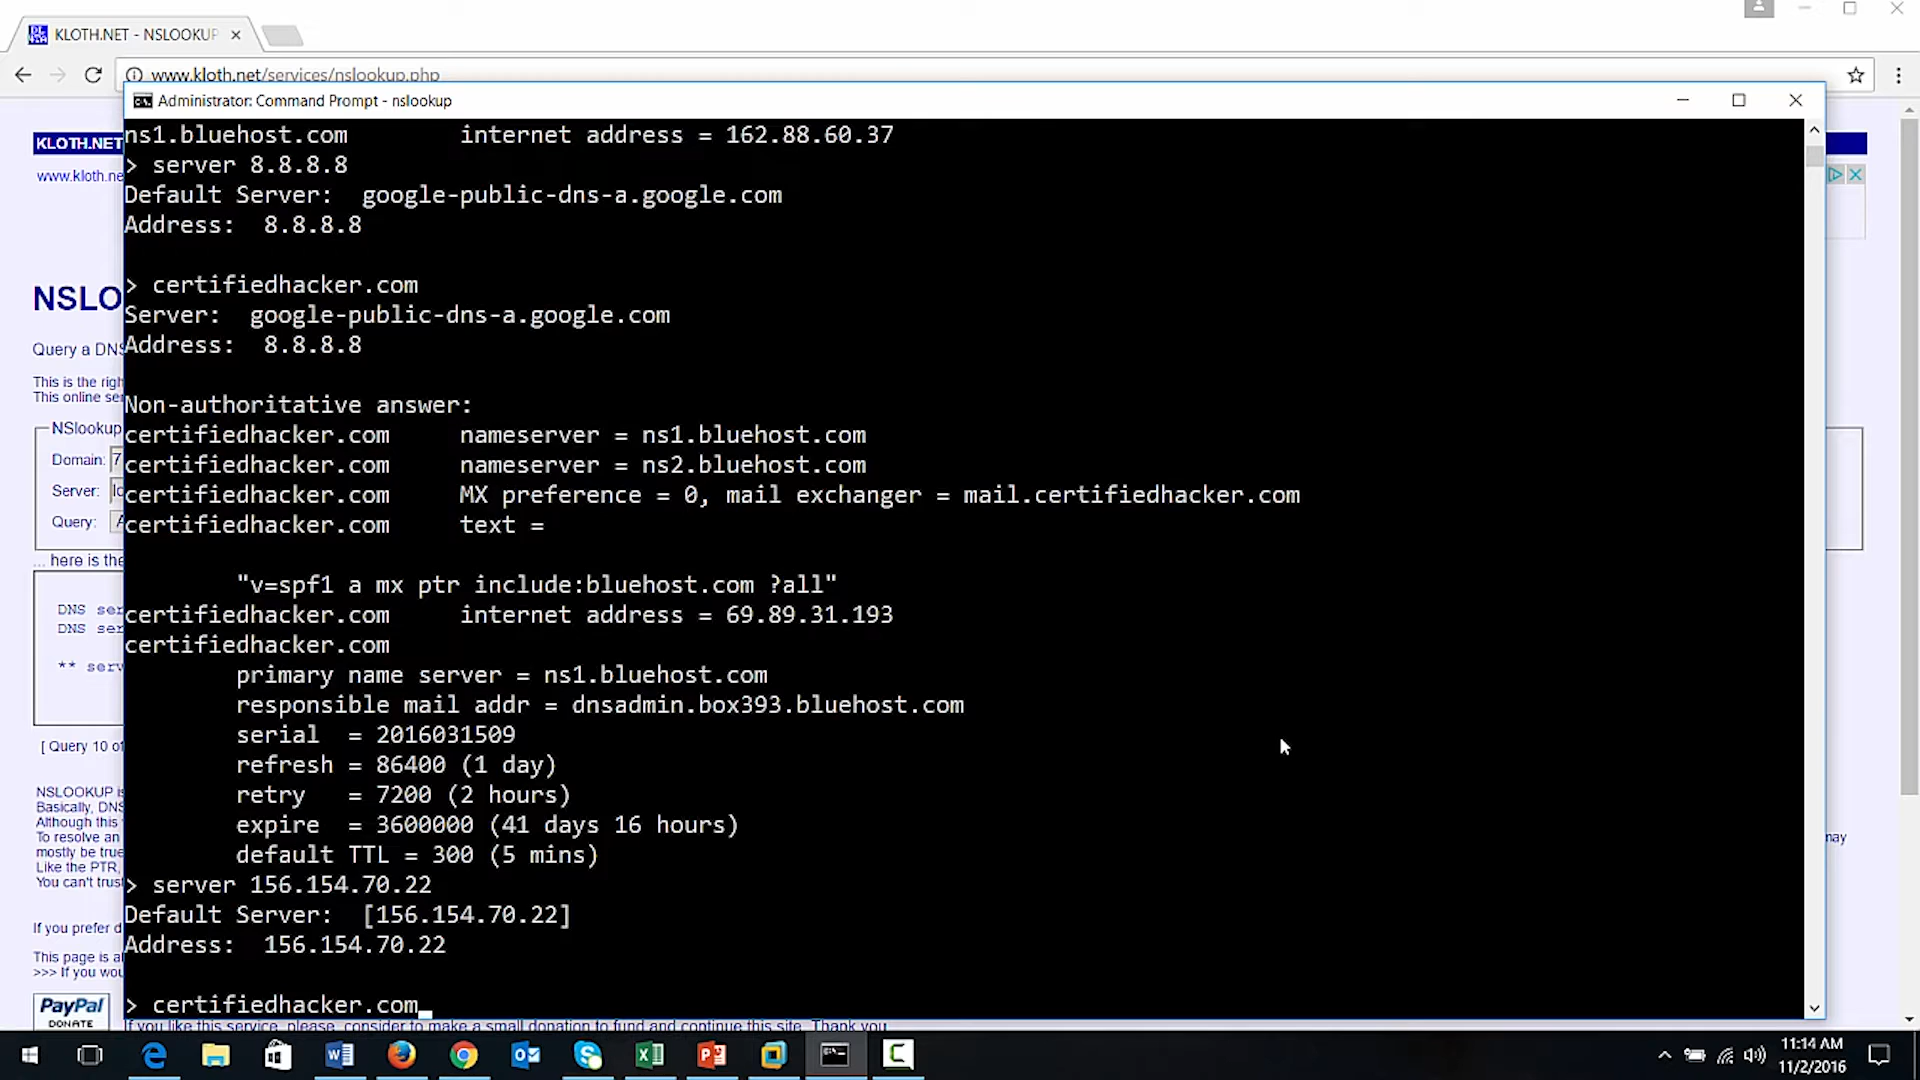 KLOTH.NET - NSLOOKUP
www.kloth.net/services/nslookup.php
Administrator: Command Prompt - nslookup
ns1.bluehost.com internet address = 162.88.60.37
> server 8.8.8.8
Default Server: google-public-dns-a.google.com
Address: 8.8.8.8
> certifiedhacker.com
Server: google-public-dns-a.google.com
Address: 8.8.8.8
Non-authoritative answer:
certifiedhacker.com nameserver = ns1.bluehost.com
certifiedhacker.com nameserver = ns2.bluehost.com
certifiedhacker.com MX preference = 0, mail exchanger = mail.certifiedhacker.com
certifiedhacker.com text =
"v=spf1 a mx ptr include:bluehost.com ?all"
certifiedhacker.com internet address = 69.89.31.193
certifiedhacker.com
primary name server = ns1.bluehost.com
responsible mail addr = dnsadmin.box393.bluehost.com
serial = 2016031509
refresh = 86400 (1 day)
retry = 7200 (2 hours)
expire = 3600000 (41 days 16 hours)
default TTL = 300 (5 mins)
> server 156.154.70.22
Default Server: [156.154.70.22]
Address: 156.154.70.22
> certifiedhacker.com
KLOTH.NET
www.kloth.ne
NSLO
Query a DNS
This is the righ
This online ser
NSlookup
Domain: 7
Server: lo
Query: A
... here is the
DNS ser
DNS ser
** serv
[ Query 10 of
NSLOOKUP is
Basically, DNS
Although this
To resolve an
may
mostly be true
Like the PTR,
You can't trust
If you prefer d
This page is al
>>> If you wou
PayPal
DONATE
If you like this service, please, consider to make a small donation to fund and continue this site. Thank you
11:14 AM
11/2/2016